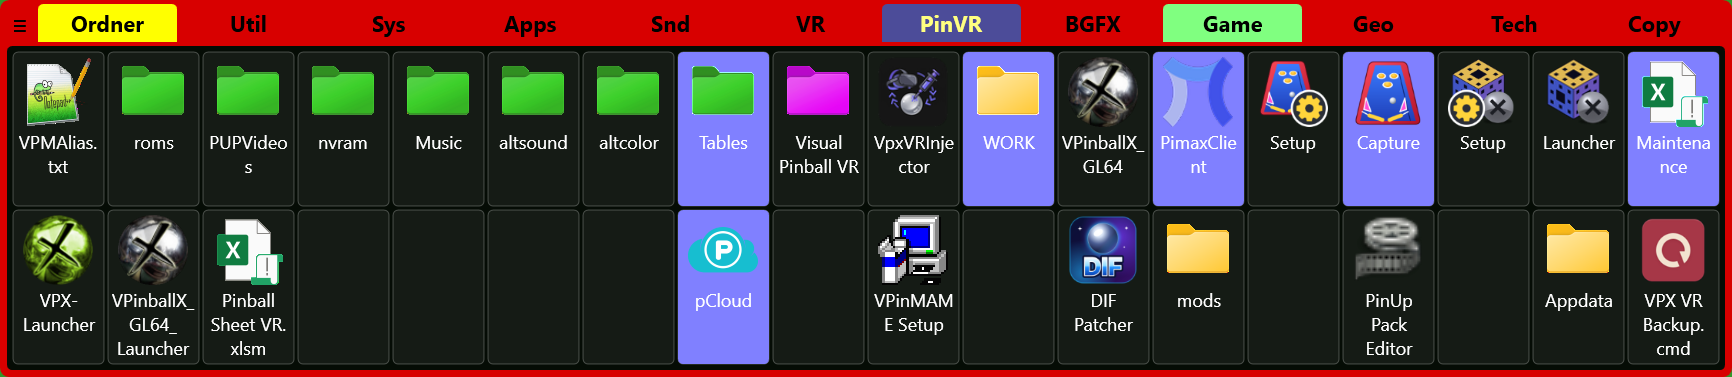 Ordner Util Sys Apps Snd VR PinVR BGFX Game Geo Tech Copy
VPMAlias.
txt
roms
PUPVideo
s
nvram
Music
altsound
altcolor
Tables
Visual
Pinball VR
VpxVRInje
ctor
WORK
VPinballX_
GL64
PimaxClie
nt
Setup
Capture
Setup
Launcher
Maintena
nce
VPX-
Launcher
VPinballX_
GL64_
Launcher
Pinball
Sheet VR.
xlsm
pCloud
VPinMAM
E Setup
DIF
DIF
Patcher
mods
PinUp
Pack
Editor
Appdata
VPX VR
Backup.
cmd